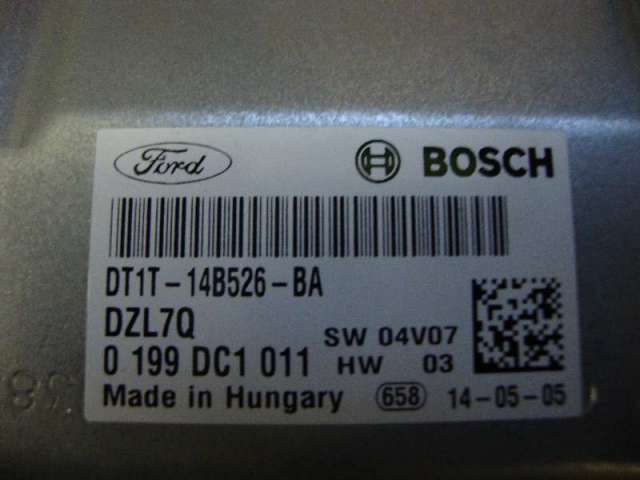 Ford BOSCH
DT1T-14B526-BA
DZL7Q SW 04V07
0 199 DC1 011 HW 03
Made in Hungary 658 14-05-05